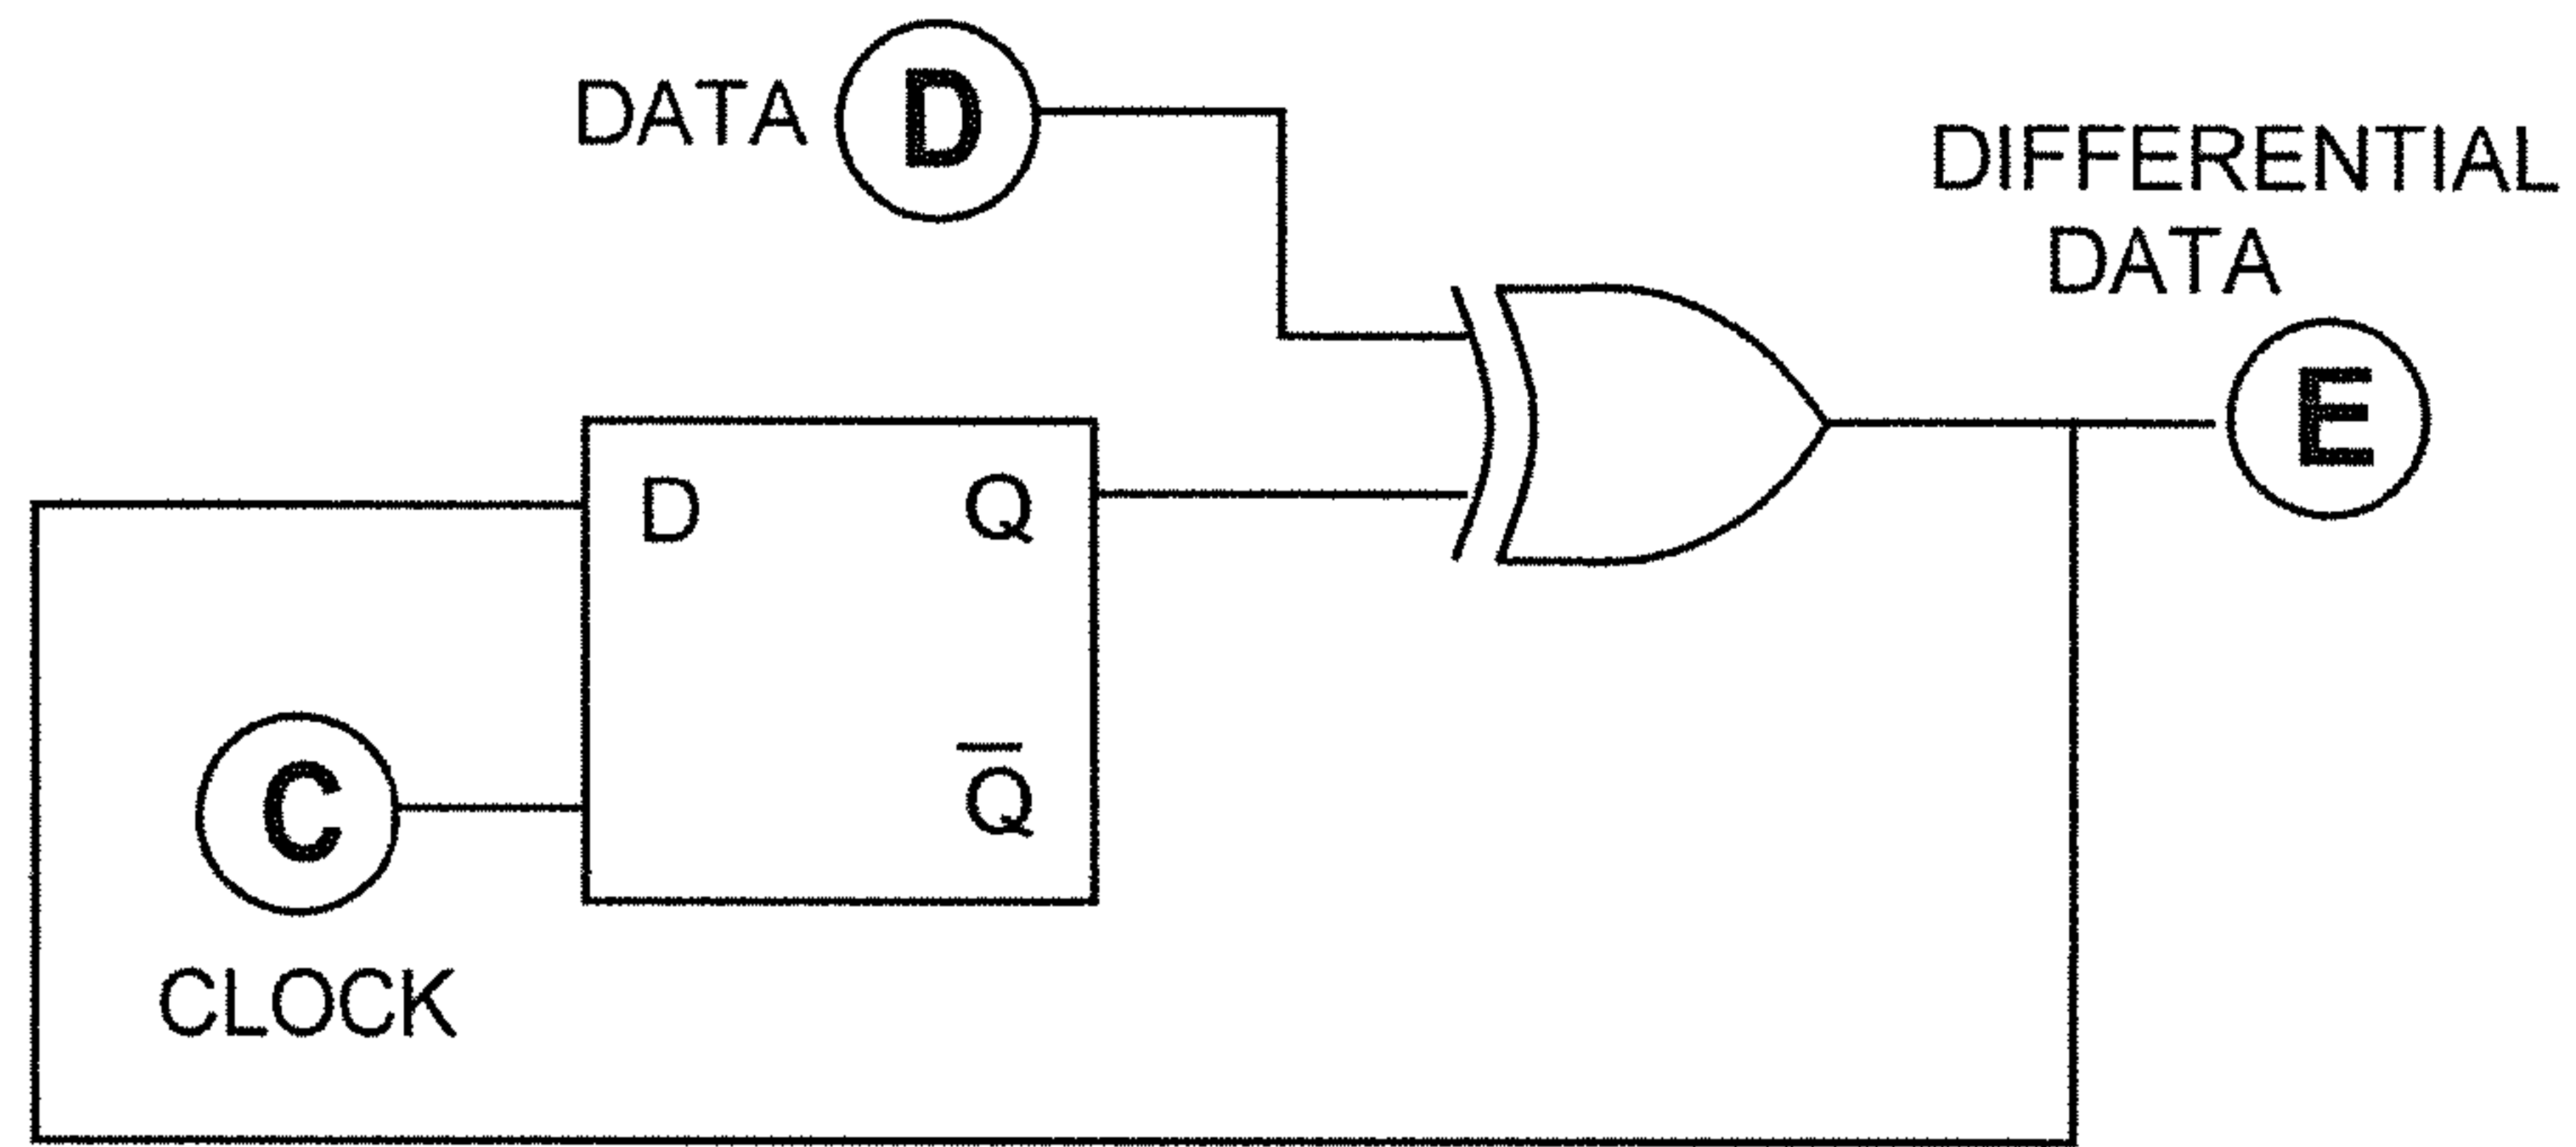 DATA D
DIFFERENTIAL
DATA
E
D Q
Q̅
C
CLOCK